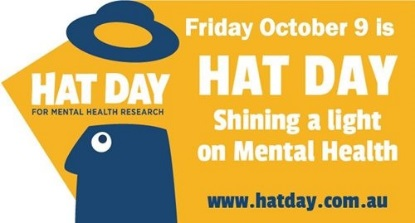 HAT DAY
FOR MENTAL HEALTH RESEARCH
Friday October 9 is
HAT DAY
Shining a light
on Mental Health
www.hatday.com.au